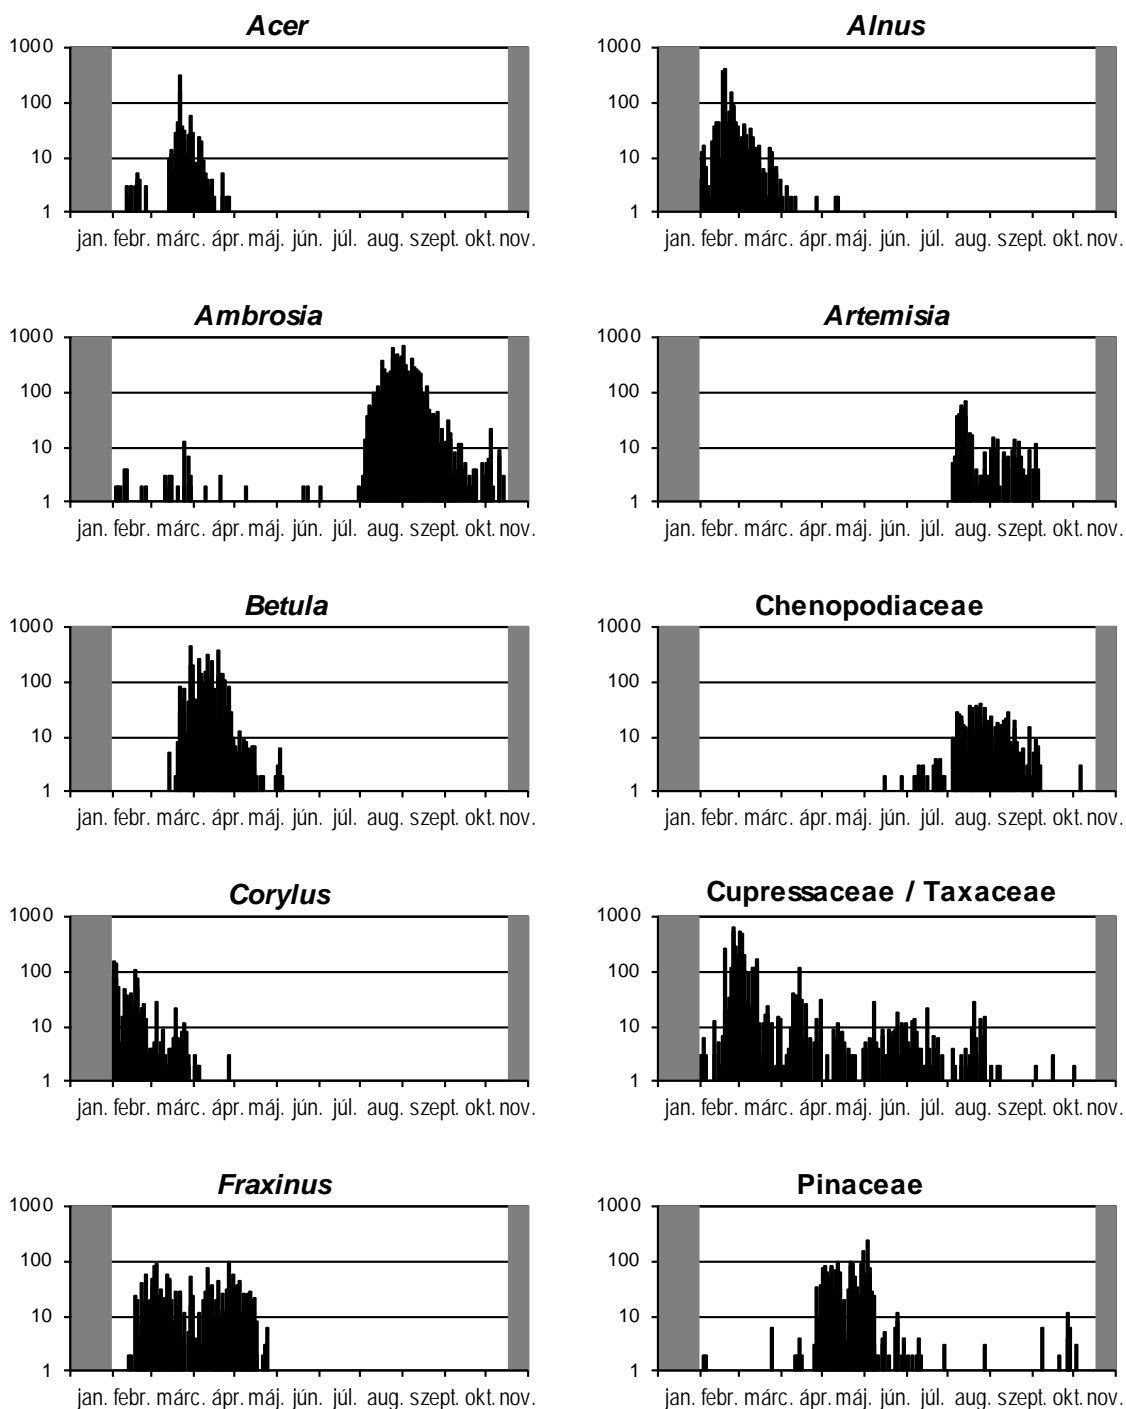 Acer
1000
100
10
1
jan. febr. márc. ápr. máj. jún. júl. aug. szept. okt. nov.
Alnus
1000
100
10
1
jan. febr. márc. ápr. máj. jún. júl. aug. szept. okt. nov.
Ambrosia
1000
100
10
1
jan. febr. márc. ápr. máj. jún. júl. aug. szept. okt. nov.
Artemisia
1000
100
10
1
jan. febr. márc. ápr. máj. jún. júl. aug. szept. okt. nov.
Betula
1000
100
10
1
jan. febr. márc. ápr. máj. jún. júl. aug. szept. okt. nov.
Chenopodiaceae
1000
100
10
1
jan. febr. márc. ápr. máj. jún. júl. aug. szept. okt. nov.
Corylus
1000
100
10
1
jan. febr. márc. ápr. máj. jún. júl. aug. szept. okt. nov.
Cupressaceae / Taxaceae
1000
100
10
1
jan. febr. márc. ápr. máj. jún. júl. aug. szept. okt. nov.
Fraxinus
1000
100
10
1
jan. febr. márc. ápr. máj. jún. júl. aug. szept. okt. nov.
Pinaceae
1000
100
10
1
jan. febr. márc. ápr. máj. jún. júl. aug. szept. okt. nov.